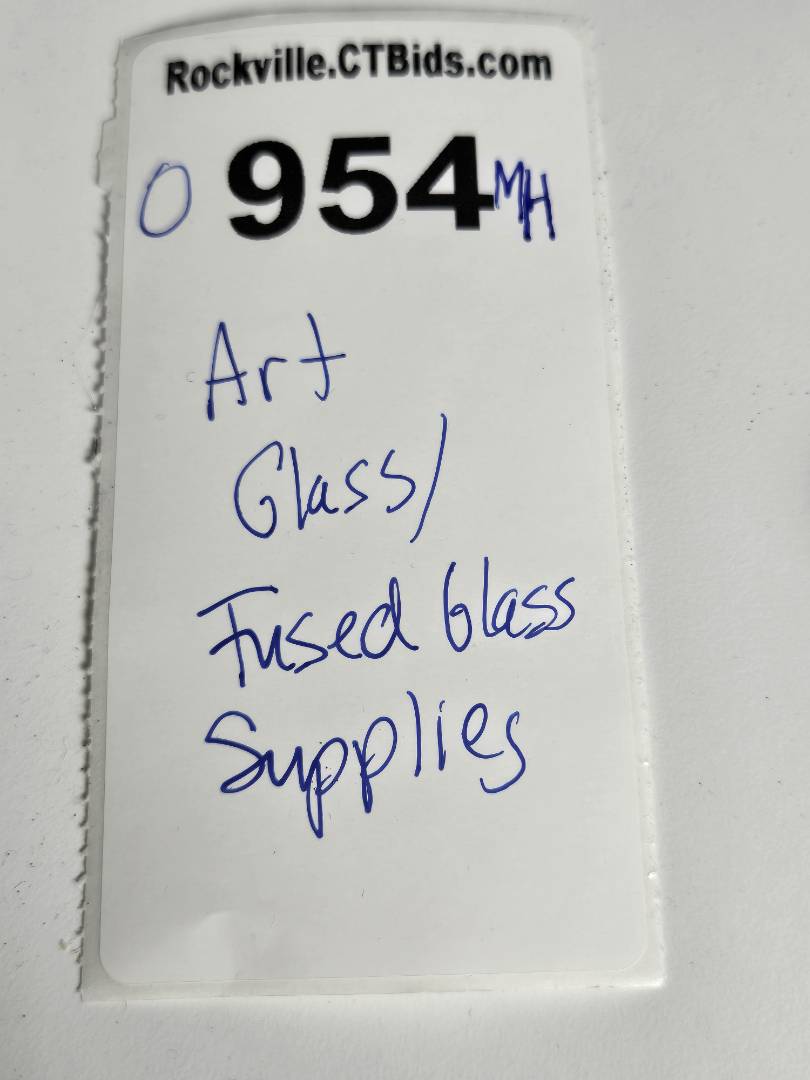 Rockville.CTBids.com
0 954 MH
Art
Glass/
Fused Glass
Supplies